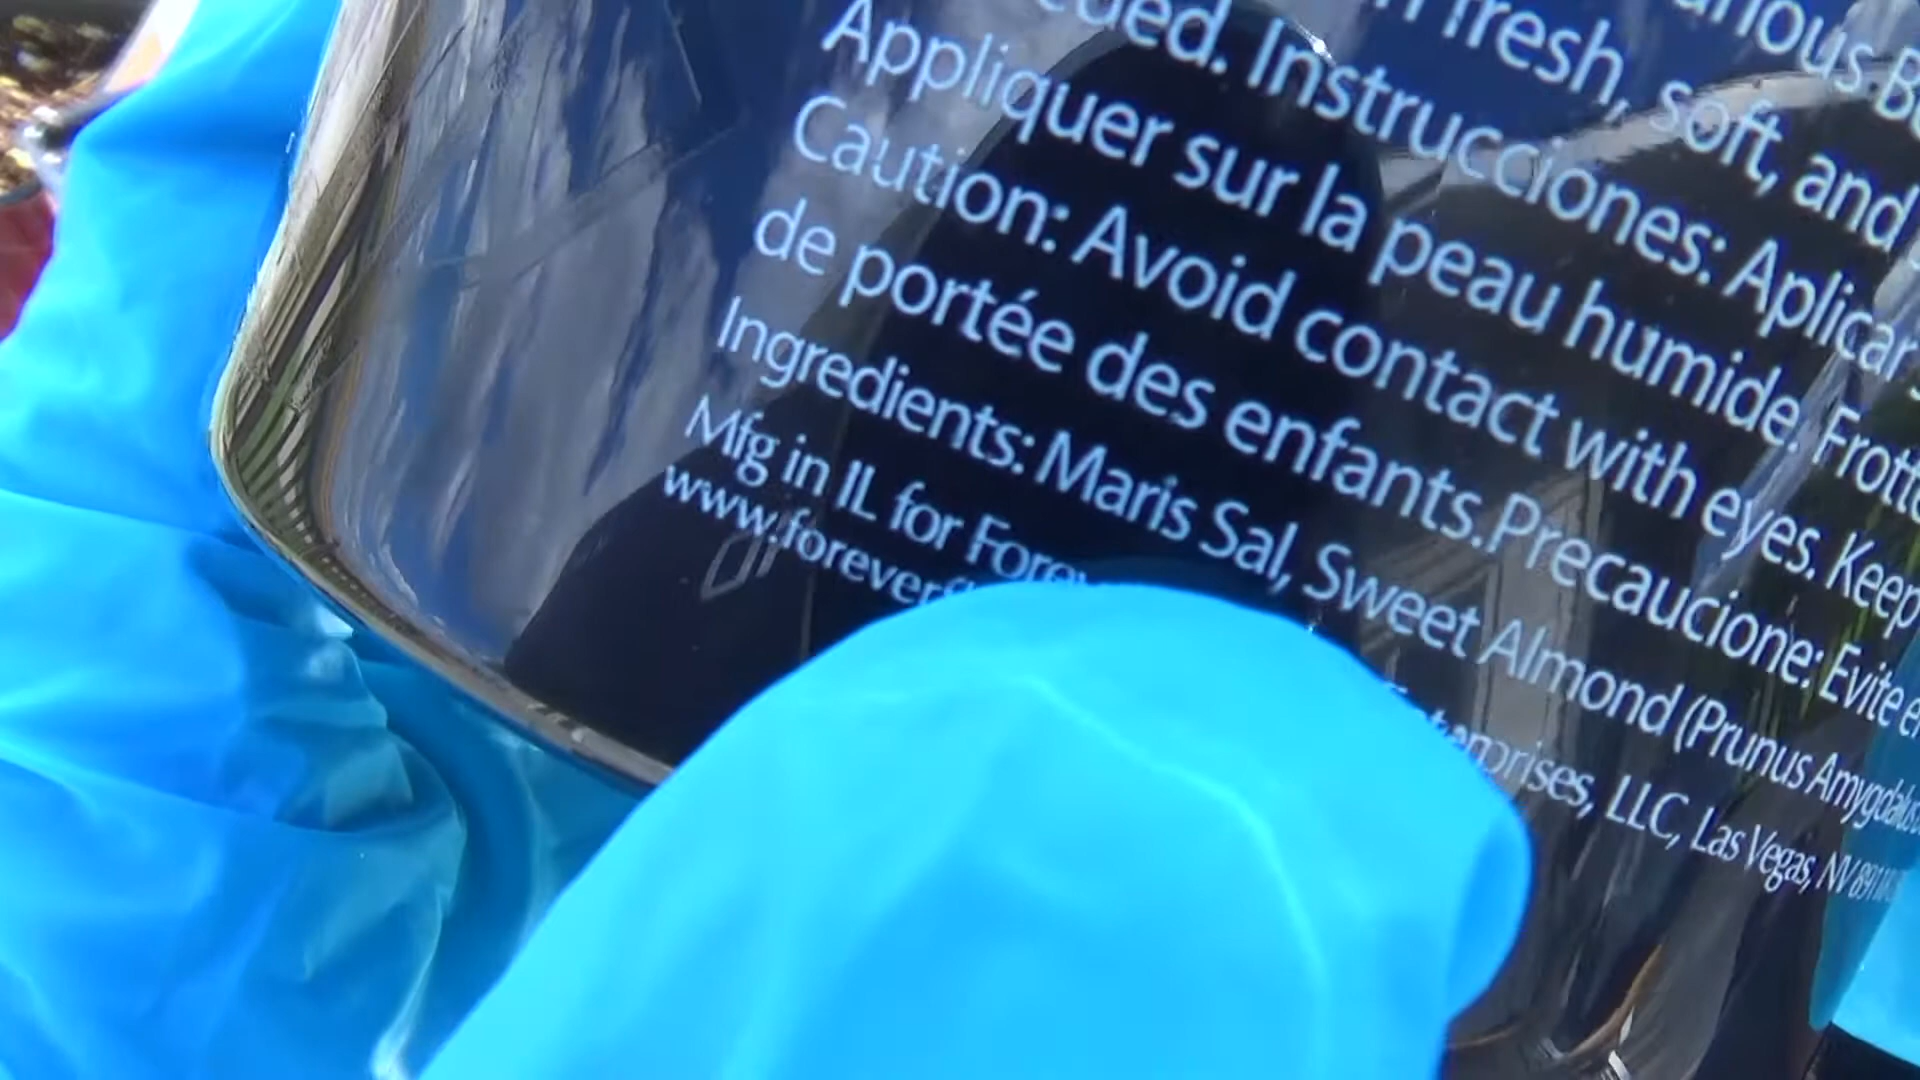 fresh, soft, and
Instrucciones: Aplicar
Appliquer sur la peau humide. Frotte
Caution: Avoid contact with eyes. Keep
de portée des enfants. Precaucione: Evite
Ingredients: Maris Sal, Sweet Almond (Prunus Amygdalus
Mfg in IL for Enterprises, LLC, Las Vegas, NV
www.forever